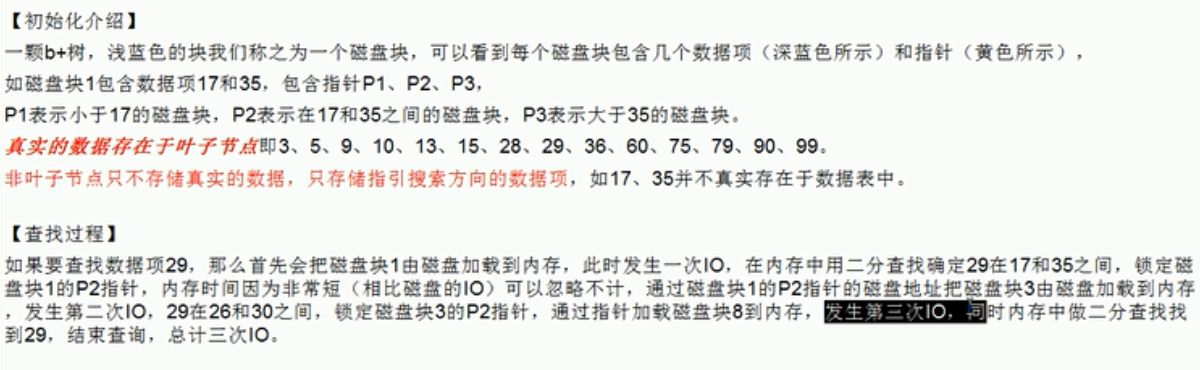 【初始化介绍】
一颗b+树，浅蓝色的块我们称之为一个磁盘块，可以看到每个磁盘块包含几个数据项（深蓝色所示）和指针（黄色所示），
如磁盘块1包含数据项17和35，包含指针P1、P2、P3，
P1表示小于17的磁盘块，P2表示在17和35之间的磁盘块，P3表示大于35的磁盘块。
真实的数据存在于叶子节点即3、5、9、10、13、15、28、29、36、60、75、79、90、99。
非叶子节点只不存储真实的数据，只存储指引搜索方向的数据项，如17、35并不真实存在于数据表中。
【查找过程】
如果要查找数据项29，那么首先会把磁盘块1由磁盘加载到内存，此时发生一次IO，在内存中用二分查找确定29在17和35之间，锁定
磁盘块1的P2指针，内存时间因为非常短（相比磁盘的IO）可以忽略不计，通过磁盘块1的P2指针的磁盘地址把磁盘块3由磁盘加载到内存
，发生第二次IO，29在26和30之间，锁定磁盘块3的P2指针，通过指针加载磁盘块8到内存，发生第三次IO，同时内存中做二分查找找
到29，结束查询，总计三次IO。